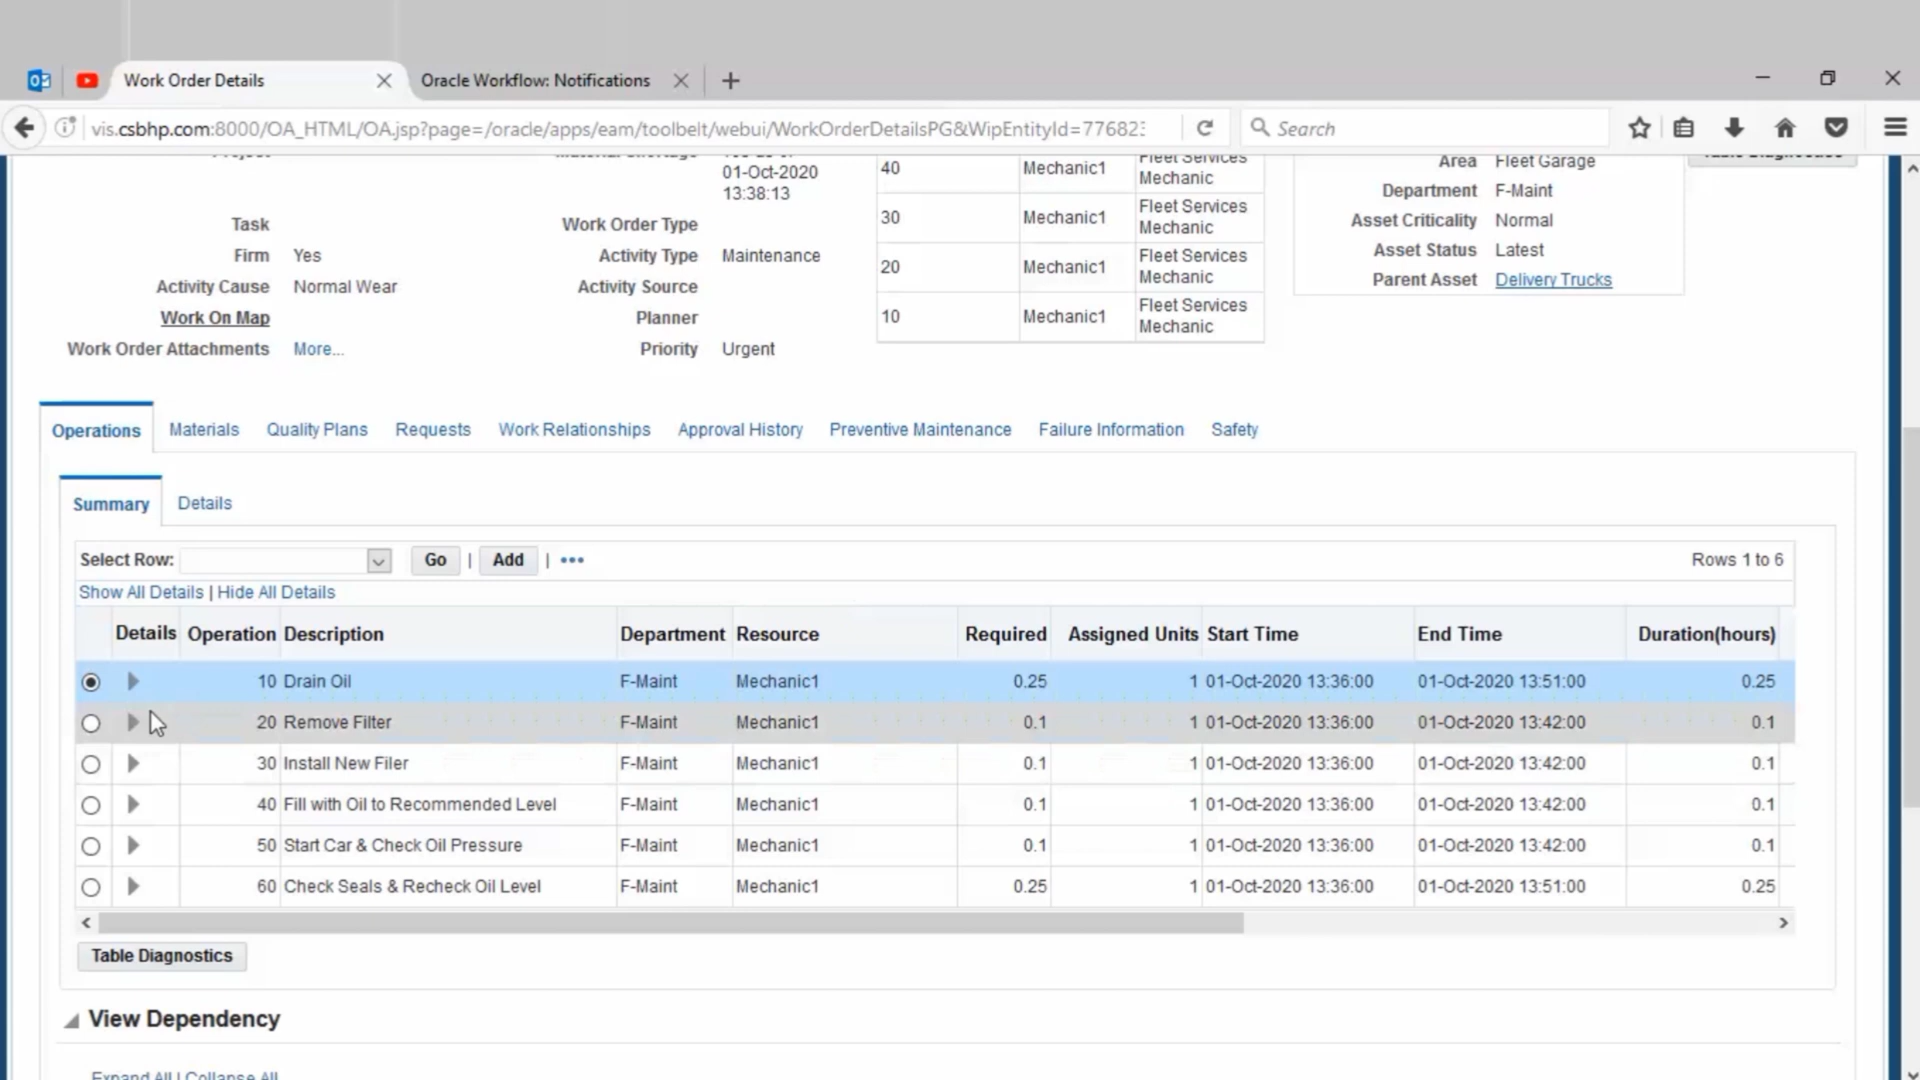 Work Order Details
Oracle Workflow: Notifications
vis.csbhp.com:8000/OA_HTML/OA.jsp?page=/oracle/apps/eam/toolbelt/webui/WorkOrderDetailsPG&WipEntityId=77682
Search
01-Oct-2020
13:38:13
Task
Firm Yes
Activity Cause Normal Wear
Work On Map
Work Order Attachments More...
Work Order Type
Activity Type Maintenance
Activity Source
Planner
Priority Urgent
40 Mechanic1 Fleet Services Mechanic
30 Mechanic1 Fleet Services Mechanic
20 Mechanic1 Fleet Services Mechanic
10 Mechanic1 Fleet Services Mechanic
Area Fleet Garage
Department F-Maint
Asset Criticality Normal
Asset Status Latest
Parent Asset Delivery Trucks
Operations Materials Quality Plans Requests Work Relationships Approval History Preventive Maintenance Failure Information Safety
Summary Details
Select Row: Go | Add | ••• Rows 1 to 6
Show All Details | Hide All Details
Details Operation Description Department Resource Required Assigned Units Start Time End Time Duration(hours)
10 Drain Oil F-Maint Mechanic1 0.25 1 01-Oct-2020 13:36:00 01-Oct-2020 13:51:00 0.25
20 Remove Filter F-Maint Mechanic1 0.1 1 01-Oct-2020 13:36:00 01-Oct-2020 13:42:00 0.1
30 Install New Filer F-Maint Mechanic1 0.1 1 01-Oct-2020 13:36:00 01-Oct-2020 13:42:00 0.1
40 Fill with Oil to Recommended Level F-Maint Mechanic1 0.1 1 01-Oct-2020 13:36:00 01-Oct-2020 13:42:00 0.1
50 Start Car & Check Oil Pressure F-Maint Mechanic1 0.1 1 01-Oct-2020 13:36:00 01-Oct-2020 13:42:00 0.1
60 Check Seals & Recheck Oil Level F-Maint Mechanic1 0.25 1 01-Oct-2020 13:36:00 01-Oct-2020 13:51:00 0.25
Table Diagnostics
View Dependency
Expand All | Collapse All